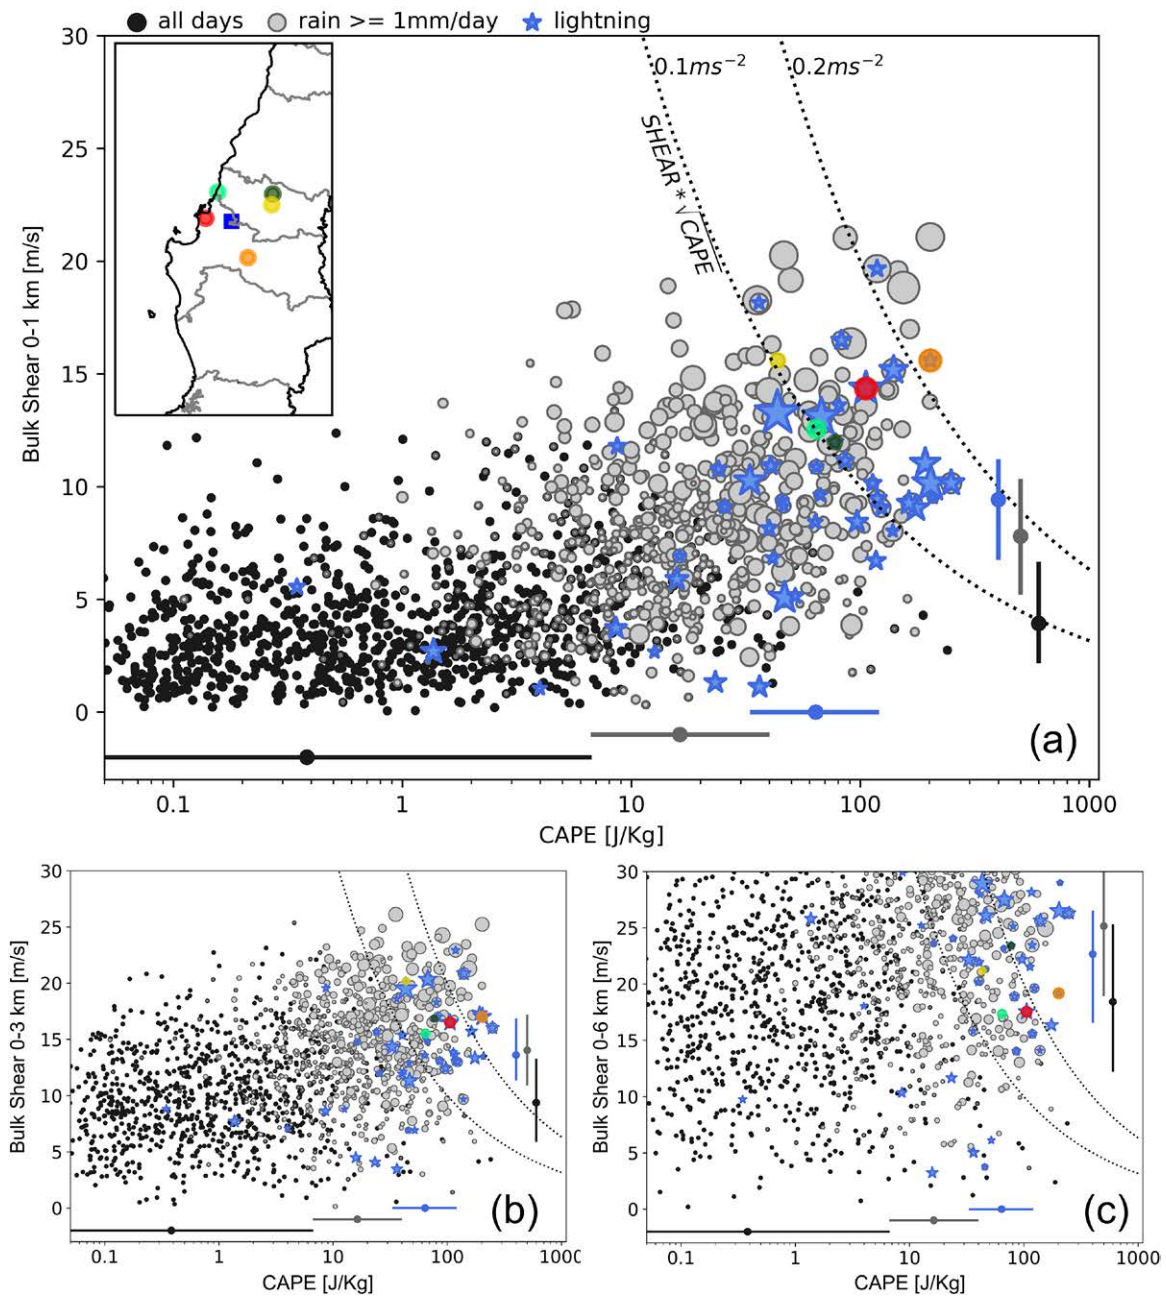 all days rain >= 1mm/day lightning
30
25
20
15
10
5
0
Bulk Shear 0-1 km [m/s]
0.1ms⁻² 0.2ms⁻²
SHEAR * √CAPE
(a)
0.1 1 10 100 1000
CAPE [J/Kg]
30
25
20
15
10
5
0
Bulk Shear 0-3 km [m/s]
(b)
0.1 1 10 100 1000
CAPE [J/Kg]
30
25
20
15
10
5
0
Bulk Shear 0-6 km [m/s]
(c)
0.1 1 10 100 1000
CAPE [J/Kg]